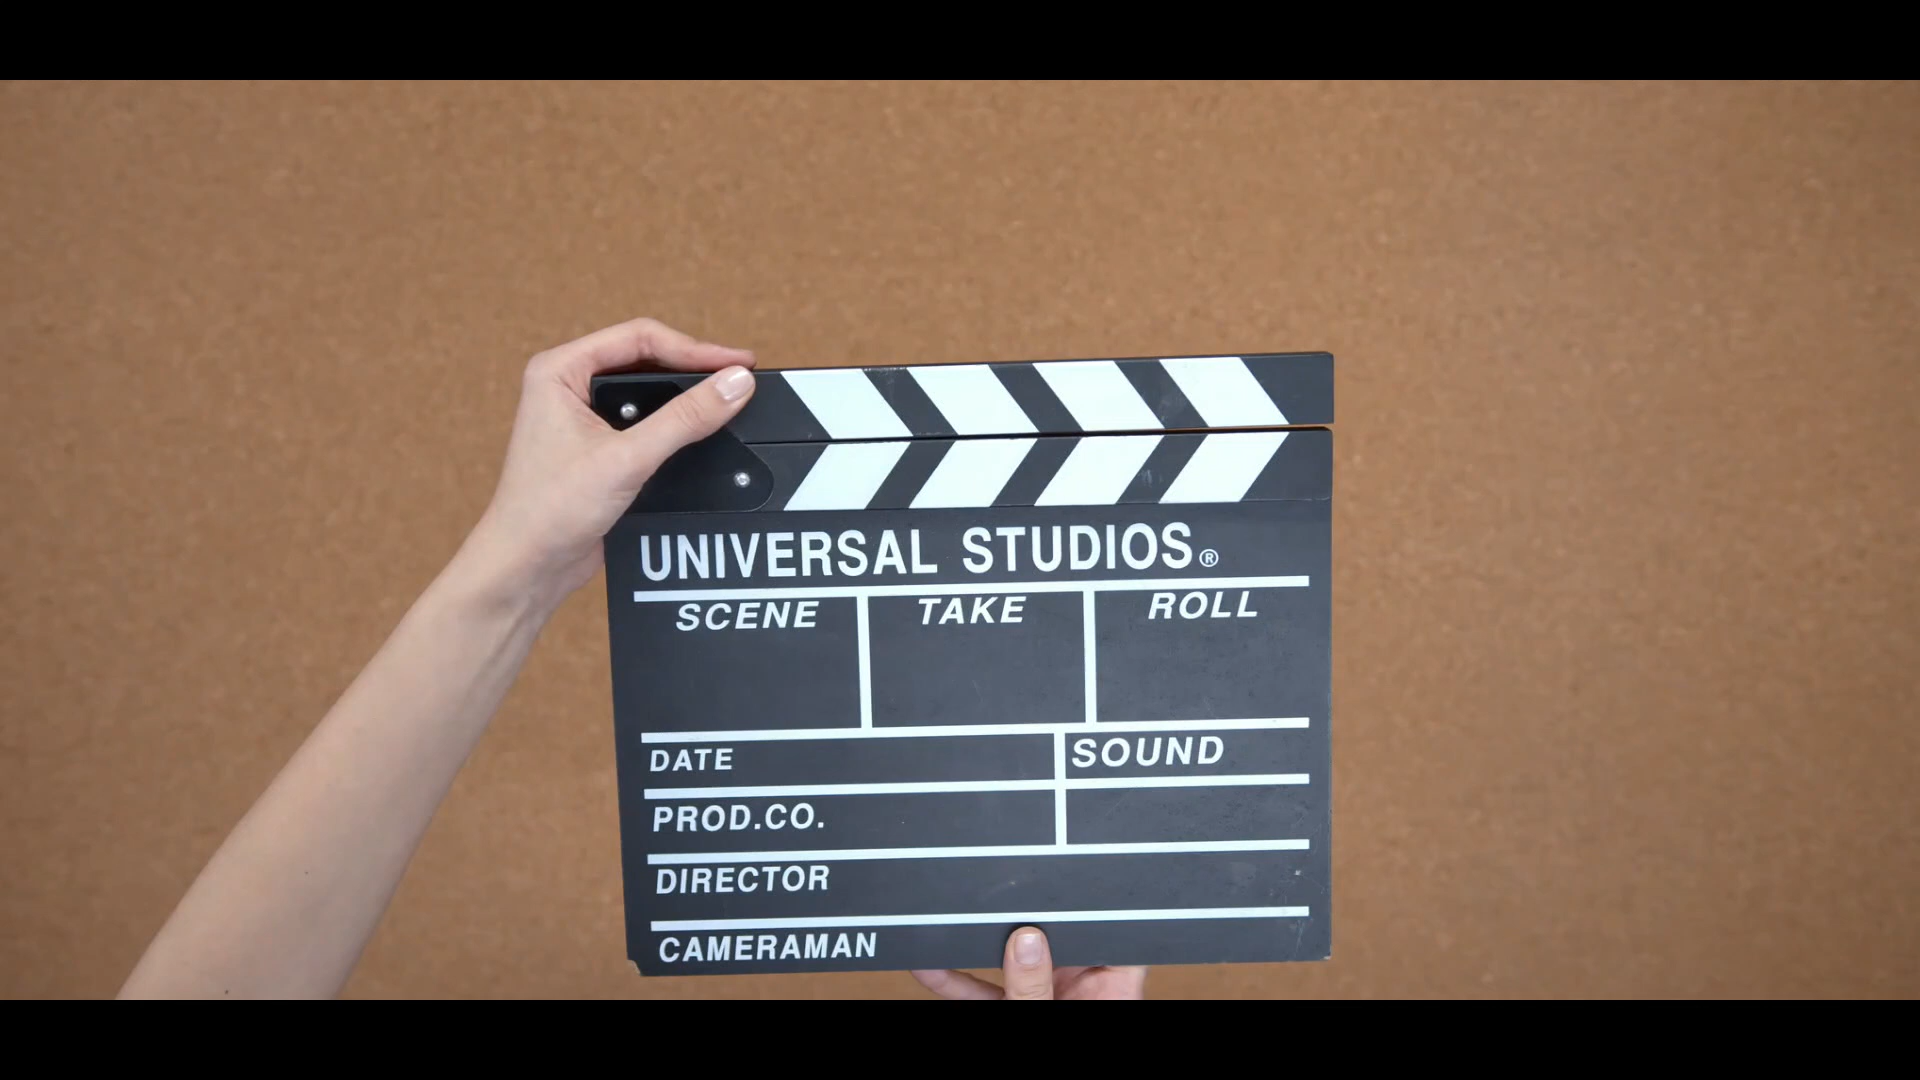 UNIVERSAL STUDIOS®
SCENE TAKE ROLL
DATE SOUND
PROD.CO.
DIRECTOR
CAMERAMAN